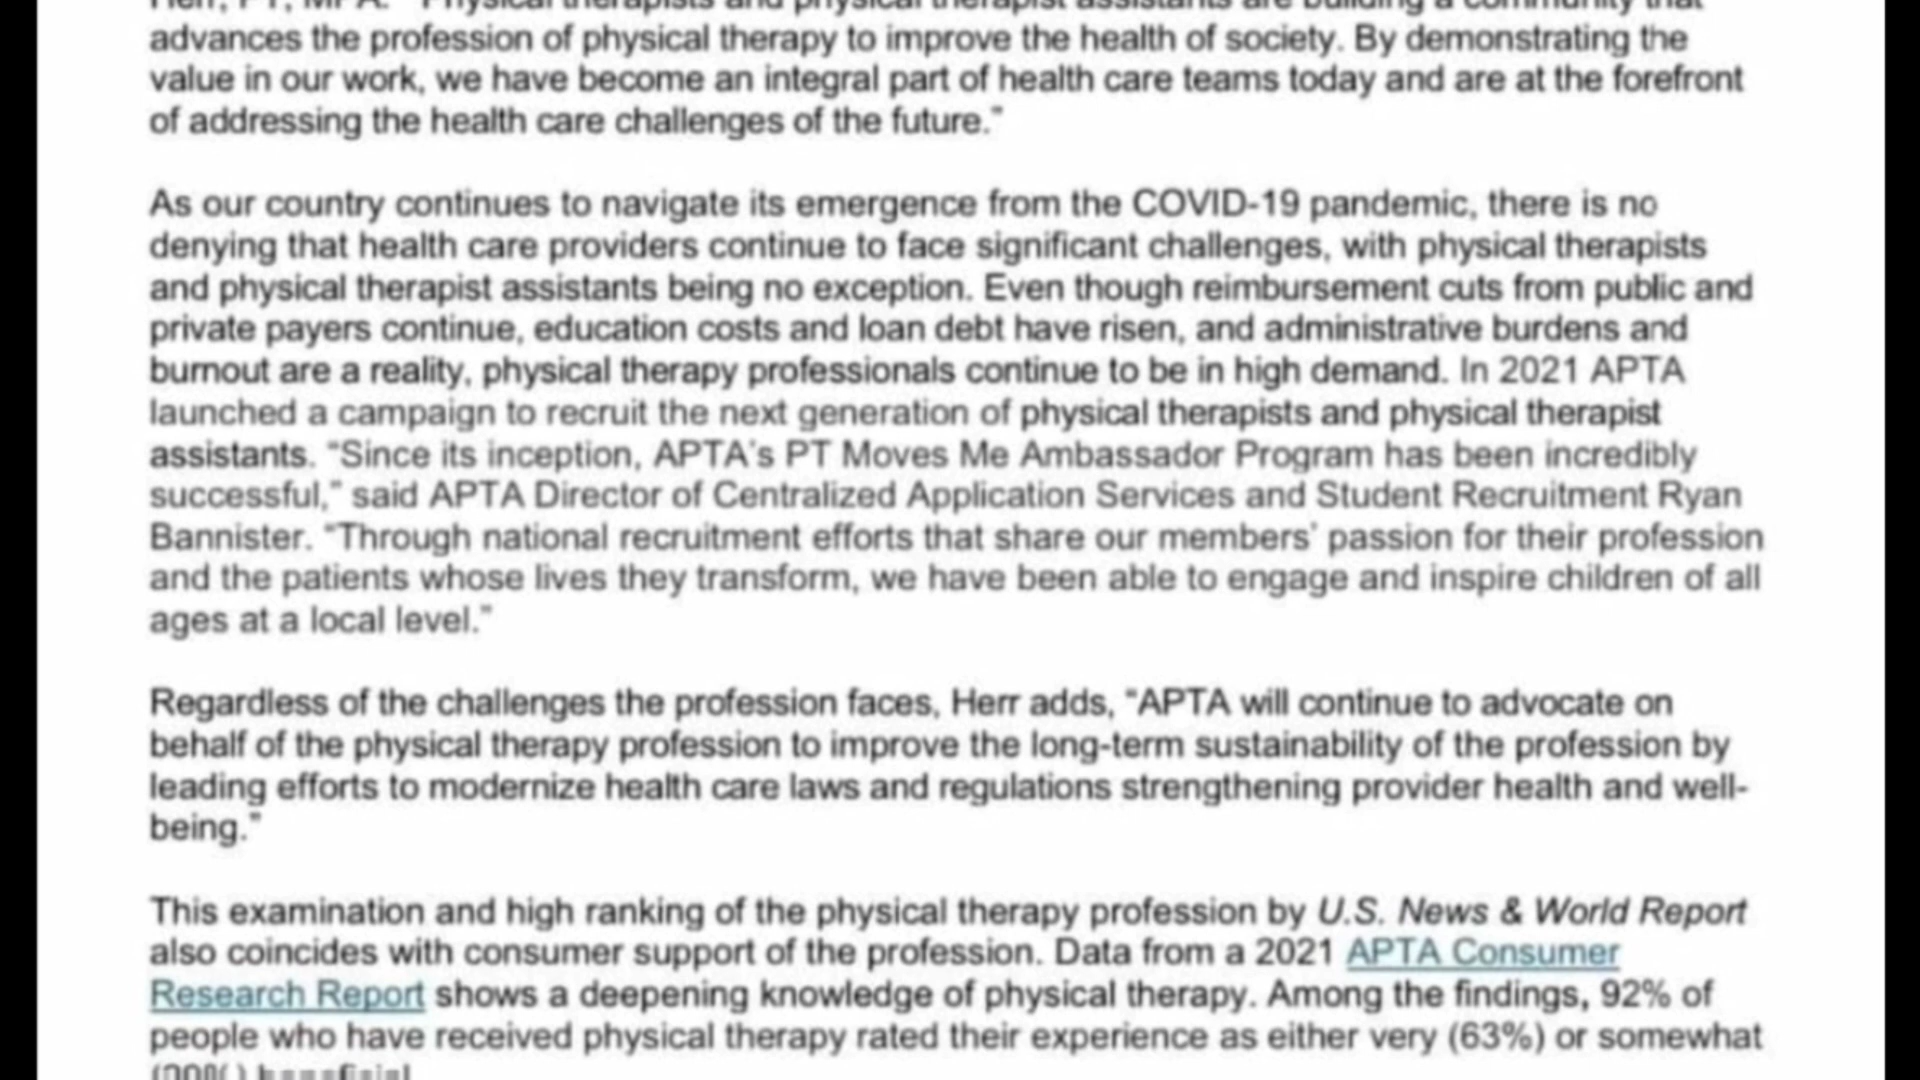 Herr, PT, MPA. "Physical therapists and physical therapist assistants are building a community that
advances the profession of physical therapy to improve the health of society. By demonstrating the
value in our work, we have become an integral part of health care teams today and are at the forefront
of addressing the health care challenges of the future."
As our country continues to navigate its emergence from the COVID-19 pandemic, there is no
denying that health care providers continue to face significant challenges, with physical therapists
and physical therapist assistants being no exception. Even though reimbursement cuts from public and
private payers continue, education costs and loan debt have risen, and administrative burdens and
burnout are a reality, physical therapy professionals continue to be in high demand. In 2021 APTA
launched a campaign to recruit the next generation of physical therapists and physical therapist
assistants. "Since its inception, APTA's PT Moves Me Ambassador Program has been incredibly
successful," said APTA Director of Centralized Application Services and Student Recruitment Ryan
Bannister. "Through national recruitment efforts that share our members' passion for their profession
and the patients whose lives they transform, we have been able to engage and inspire children of all
ages at a local level."
Regardless of the challenges the profession faces, Herr adds, "APTA will continue to advocate on
behalf of the physical therapy profession to improve the long-term sustainability of the profession by
leading efforts to modernize health care laws and regulations strengthening provider health and well-
being."
This examination and high ranking of the physical therapy profession by U.S. News & World Report
also coincides with consumer support of the profession. Data from a 2021 APTA Consumer
Research Report shows a deepening knowledge of physical therapy. Among the findings, 92% of
people who have received physical therapy rated their experience as either very (63%) or somewhat